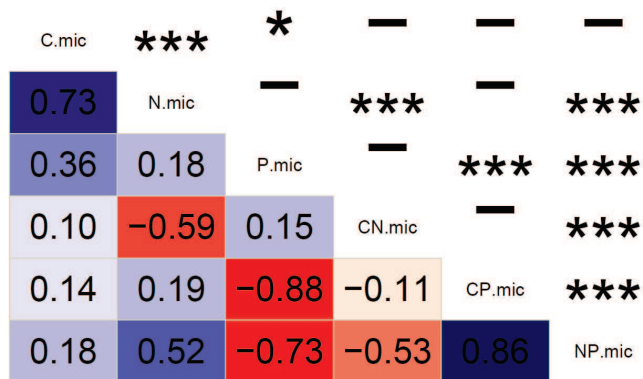 C.mic *** * – – –
0.73 N.mic – *** – ***
0.36 0.18 P.mic – *** ***
0.10 −0.59 0.15 CN.mic – ***
0.14 0.19 −0.88 −0.11 CP.mic ***
0.18 0.52 −0.73 −0.53 0.86 NP.mic